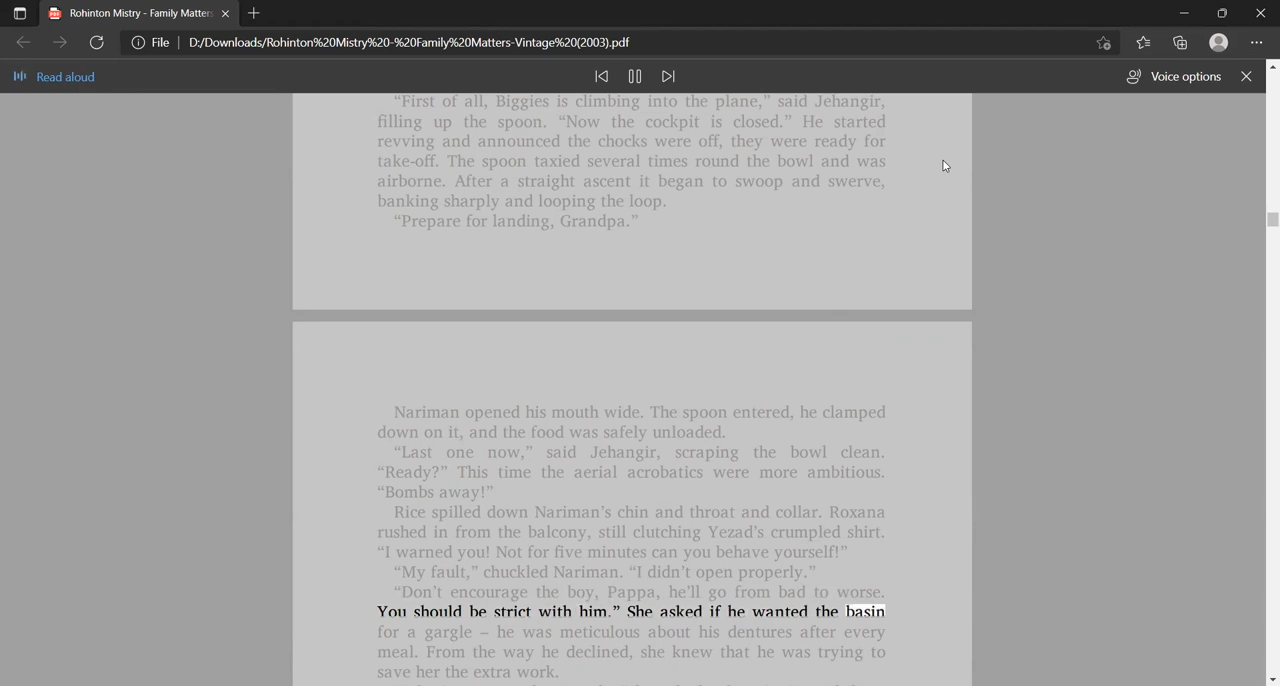 Rohinton Mistry - Family Matters
File
D:/Downloads/Rohinton%20Mistry%20-%20Family%20Matters-Vintage%20(2003).pdf
Read aloud
Voice options
“First of all, Biggies is climbing into the plane,” said Jehangir,
filling up the spoon. “Now the cockpit is closed.” He started
revving and announced the chocks were off, they were ready for
take-off. The spoon taxied several times round the bowl and was
airborne. After a straight ascent it began to swoop and swerve,
banking sharply and looping the loop.
“Prepare for landing, Grandpa.”
Nariman opened his mouth wide. The spoon entered, he clamped
down on it, and the food was safely unloaded.
“Last one now,” said Jehangir, scraping the bowl clean.
“Ready?” This time the aerial acrobatics were more ambitious.
“Bombs away!”
Rice spilled down Nariman’s chin and throat and collar. Roxana
rushed in from the balcony, still clutching Yezad’s crumpled shirt.
“I warned you! Not for five minutes can you behave yourself!”
“My fault,” chuckled Nariman. “I didn’t open properly.”
“Don’t encourage the boy, Pappa, he’ll go from bad to worse.
You should be strict with him.” She asked if he wanted the basin
for a gargle – he was meticulous about his dentures after every
meal. From the way he declined, she knew that he was trying to
save her the extra work.